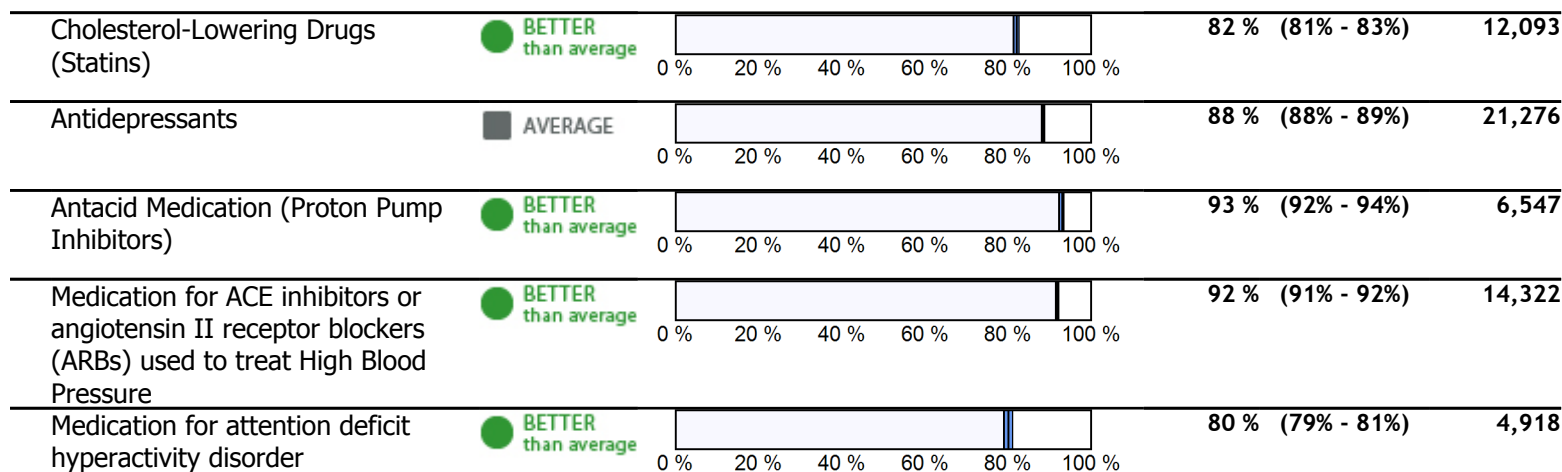 Cholesterol-Lowering Drugs
(Statins)
BETTER
than average
0 % 20 % 40 % 60 % 80 % 100 %
82 % (81% - 83%) 12,093
Antidepressants
AVERAGE
0 % 20 % 40 % 60 % 80 % 100 %
88 % (88% - 89%) 21,276
Antacid Medication (Proton Pump
Inhibitors)
BETTER
than average
0 % 20 % 40 % 60 % 80 % 100 %
93 % (92% - 94%) 6,547
Medication for ACE inhibitors or
angiotensin II receptor blockers
(ARBs) used to treat High Blood
Pressure
BETTER
than average
0 % 20 % 40 % 60 % 80 % 100 %
92 % (91% - 92%) 14,322
Medication for attention deficit
hyperactivity disorder
BETTER
than average
0 % 20 % 40 % 60 % 80 % 100 %
80 % (79% - 81%) 4,918